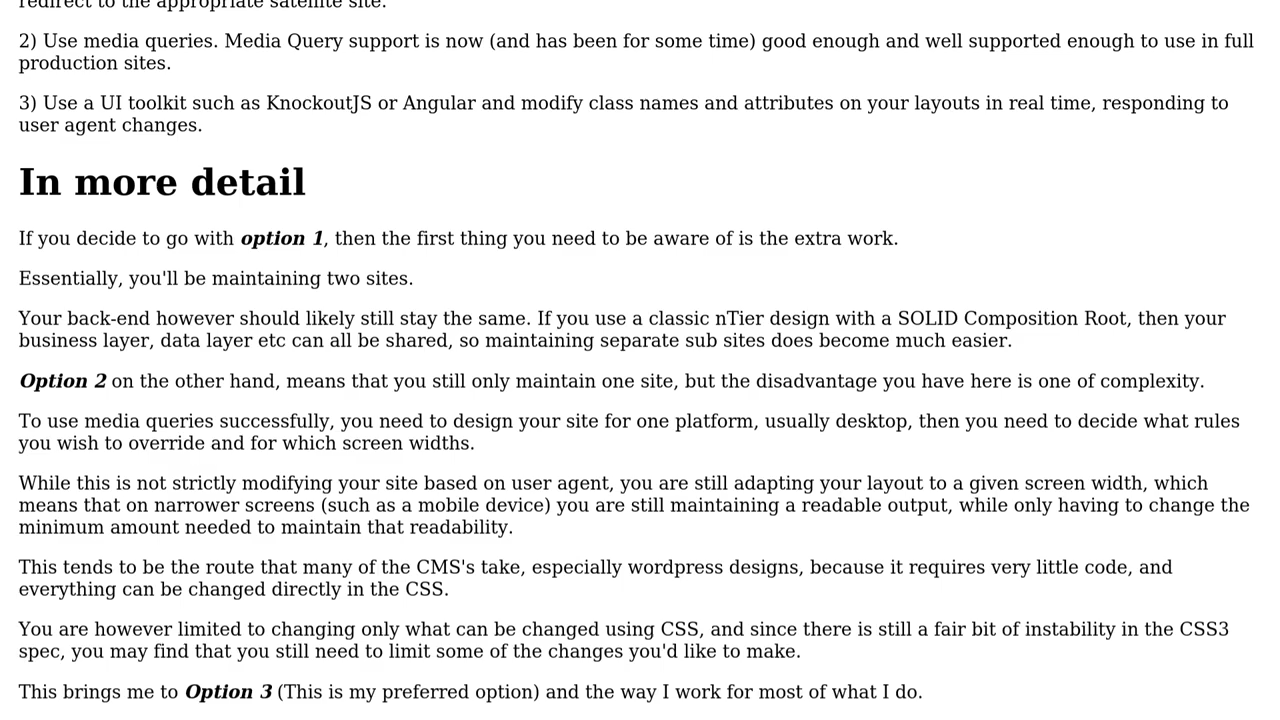 redirect to the appropriate satellite site.
2) Use media queries. Media Query support is now (and has been for some time) good enough and well supported enough to use in full
production sites.
3) Use a UI toolkit such as KnockoutJS or Angular and modify class names and attributes on your layouts in real time, responding to
user agent changes.
In more detail
If you decide to go with option 1, then the first thing you need to be aware of is the extra work.
Essentially, you'll be maintaining two sites.
Your back-end however should likely still stay the same. If you use a classic nTier design with a SOLID Composition Root, then your
business layer, data layer etc can all be shared, so maintaining separate sub sites does become much easier.
Option 2 on the other hand, means that you still only maintain one site, but the disadvantage you have here is one of complexity.
To use media queries successfully, you need to design your site for one platform, usually desktop, then you need to decide what rules
you wish to override and for which screen widths.
While this is not strictly modifying your site based on user agent, you are still adapting your layout to a given screen width, which
means that on narrower screens (such as a mobile device) you are still maintaining a readable output, while only having to change the
minimum amount needed to maintain that readability.
This tends to be the route that many of the CMS's take, especially wordpress designs, because it requires very little code, and
everything can be changed directly in the CSS.
You are however limited to changing only what can be changed using CSS, and since there is still a fair bit of instability in the CSS3
spec, you may find that you still need to limit some of the changes you'd like to make.
This brings me to Option 3 (This is my preferred option) and the way I work for most of what I do.